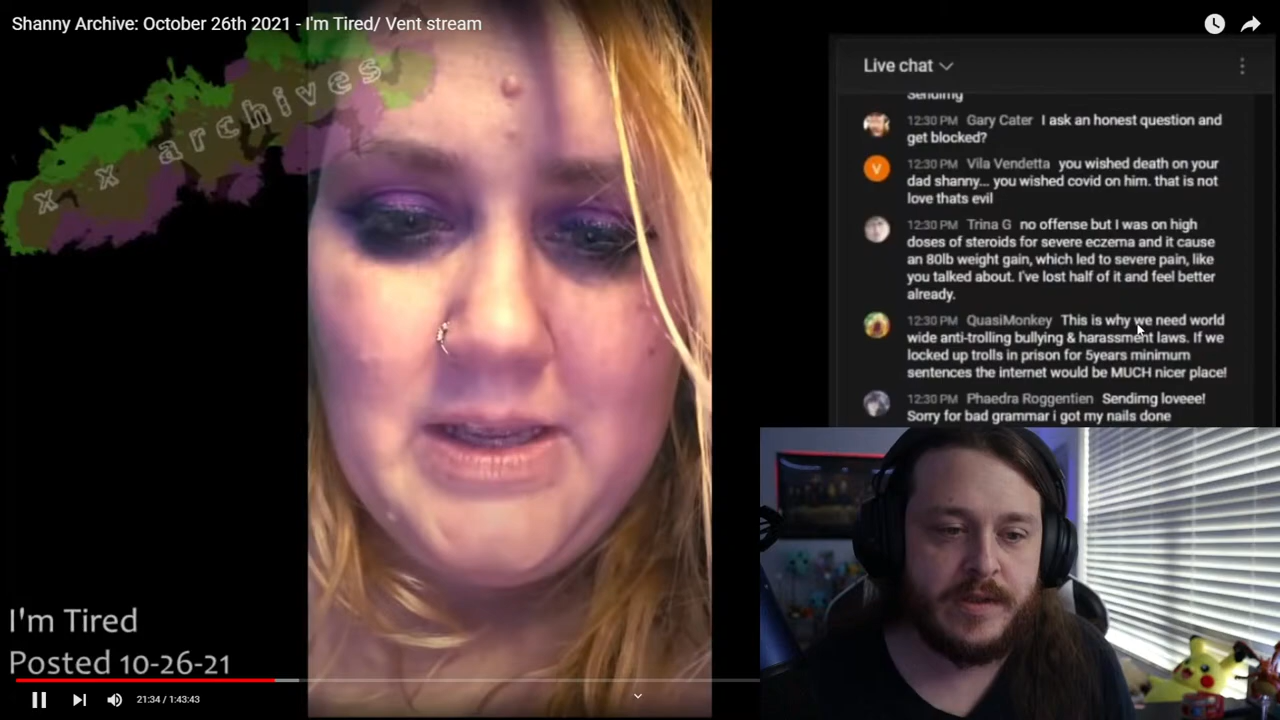 Shanny Archive: October 26th 2021 - I'm Tired/ Vent stream
x x archives
Live chat
Sendimg
12:30 PM Gary Cater I ask an honest question and
get blocked?
V
12:30 PM Vila Vendetta you wished death on your
dad shanny... you wished covid on him. that is not
love thats evil
12:30 PM Trina G no offense but I was on high
doses of steroids for severe eczema and it cause
an 80lb weight gain, which led to severe pain, like
you talked about. I've lost half of it and feel better
already.
12:30 PM QuasiMonkey This is why we need world
wide anti-trolling bullying & harassment laws. If we
locked up trolls in prison for 5years minimum
sentences the internet would be MUCH nicer place!
12:30 PM Phaedra Roggentien Sendimg loveee!
Sorry for bad grammar i got my nails done
I'm Tired
Posted 10-26-21
21:34 / 1:43:43